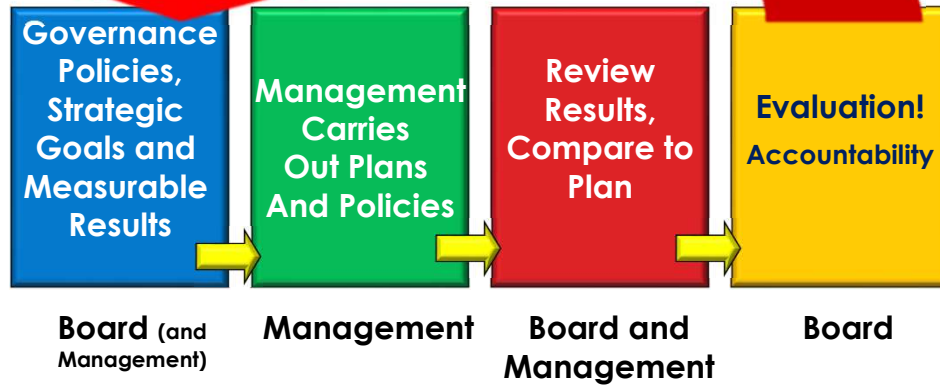 Governance
Policies,
Strategic
Goals and
Measurable
Results
Management
Carries
Out Plans
And Policies
Review
Results,
Compare to
Plan
Evaluation!
Accountability
Board (and
Management)
Management
Board and
Management
Board